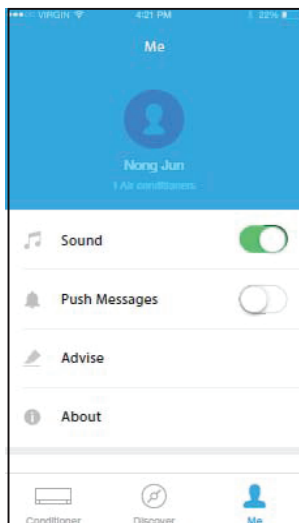 VIRGIN 4:21 PM 22%
Me
Nong Jun
1 Air conditioners
Sound
Push Messages
Advise
About
Conditioner Discover Me